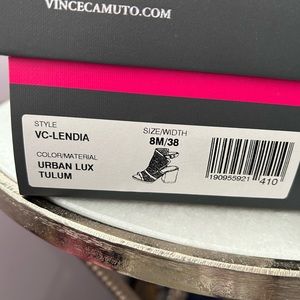 VINCECAMUTO.COM
STYLE
VC-LENDIA
SIZE/WIDTH
8M/38
COLOR/MATERIAL
URBAN LUX
TULUM
190955921 410